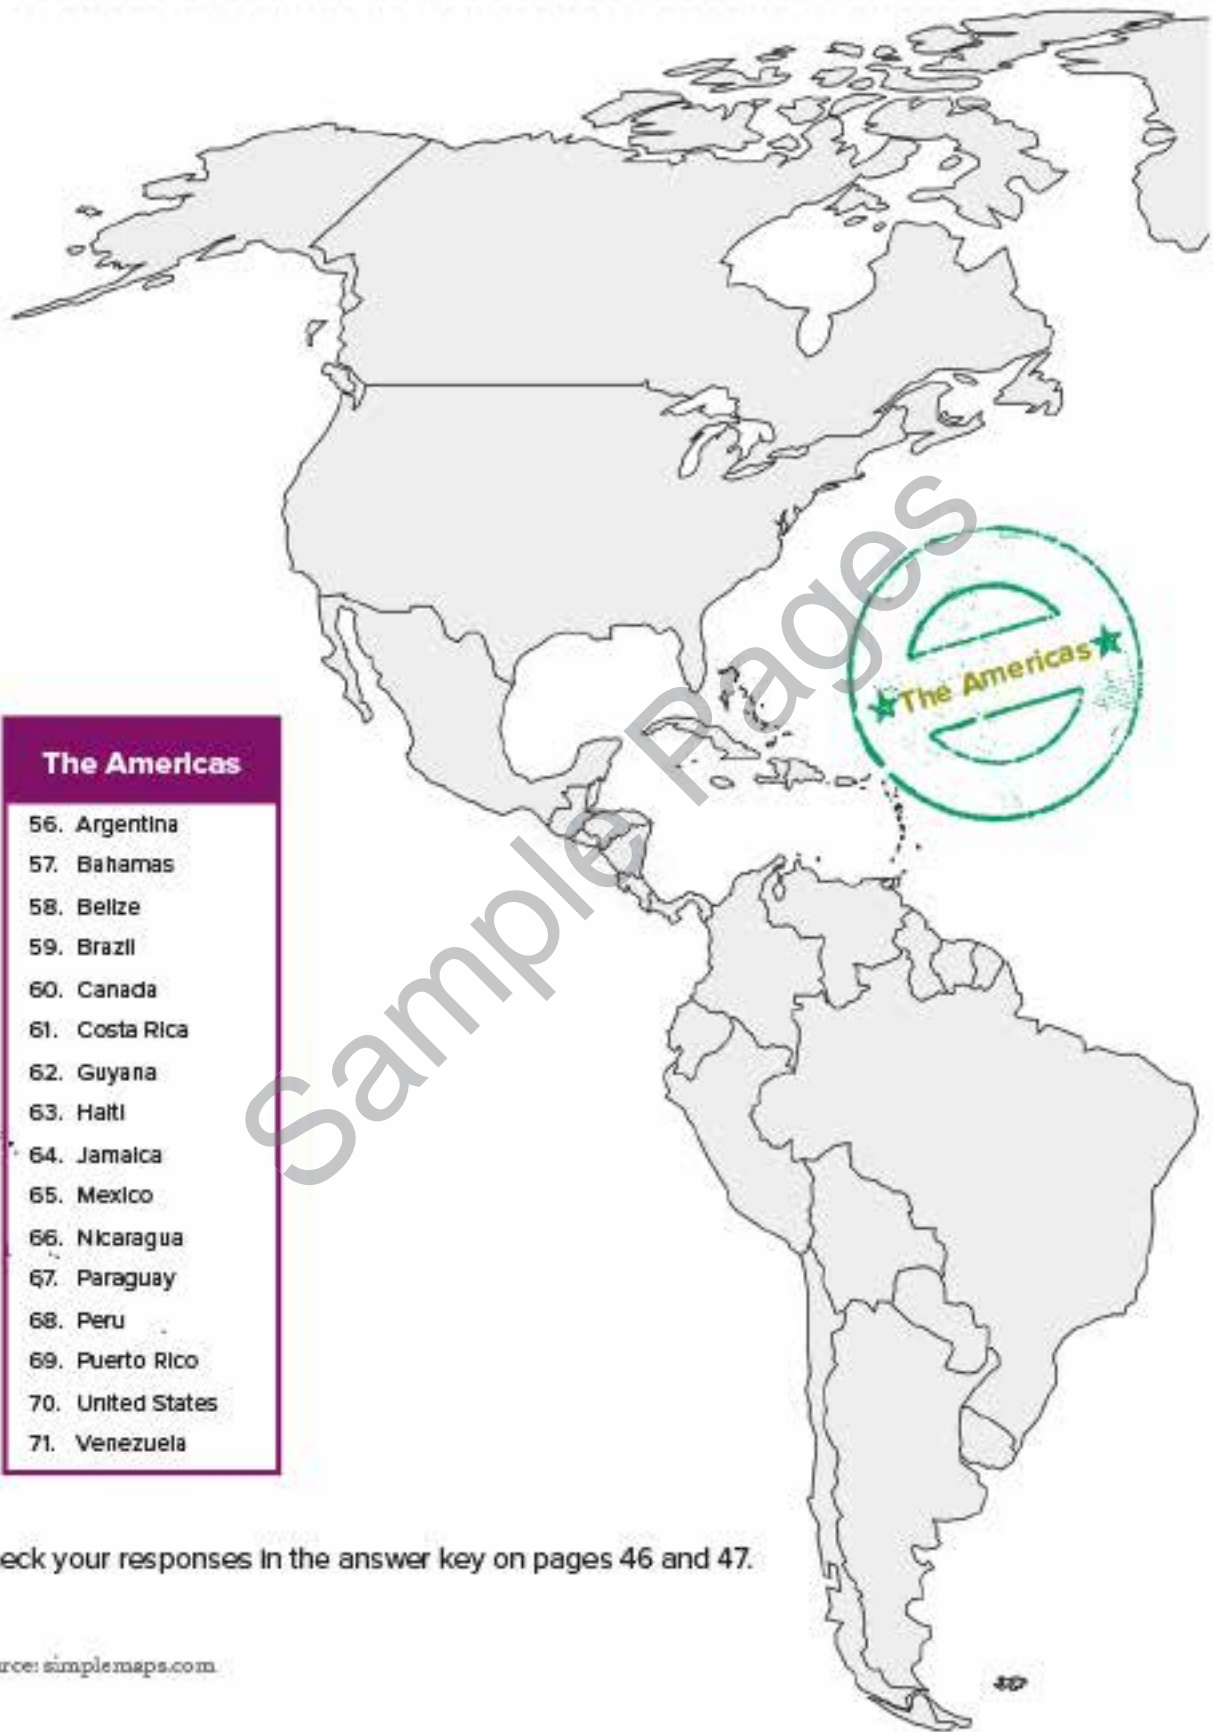 The Americas
The Americas
56. Argentina
57. Bahamas
58. Belize
59. Brazil
60. Canada
61. Costa Rica
62. Guyana
63. Haiti
64. Jamaica
65. Mexico
66. Nicaragua
67. Paraguay
68. Peru
69. Puerto Rico
70. United States
71. Venezuela
Sample Pages
eck your responses in the answer key on pages 46 and 47.
rce: simplemaps.com